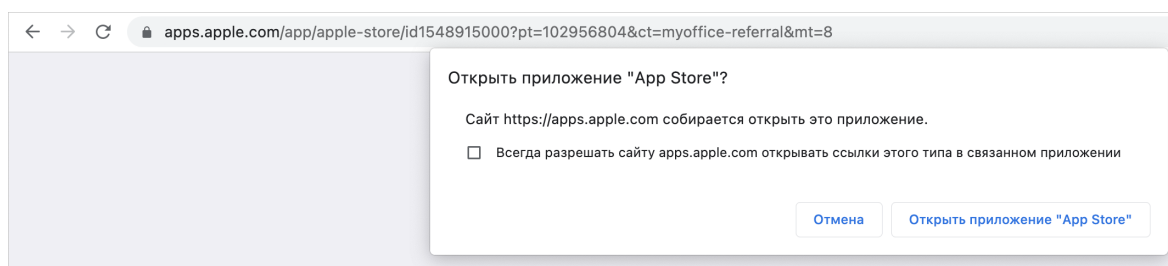 apps.apple.com/app/apple-store/id1548915000?pt=102956804&ct=myoffice-referral&mt=8
Открыть приложение "App Store"?
Сайт https://apps.apple.com собирается открыть это приложение.
Всегда разрешать сайту apps.apple.com открывать ссылки этого типа в связанном приложении
Отмена Открыть приложение "App Store"